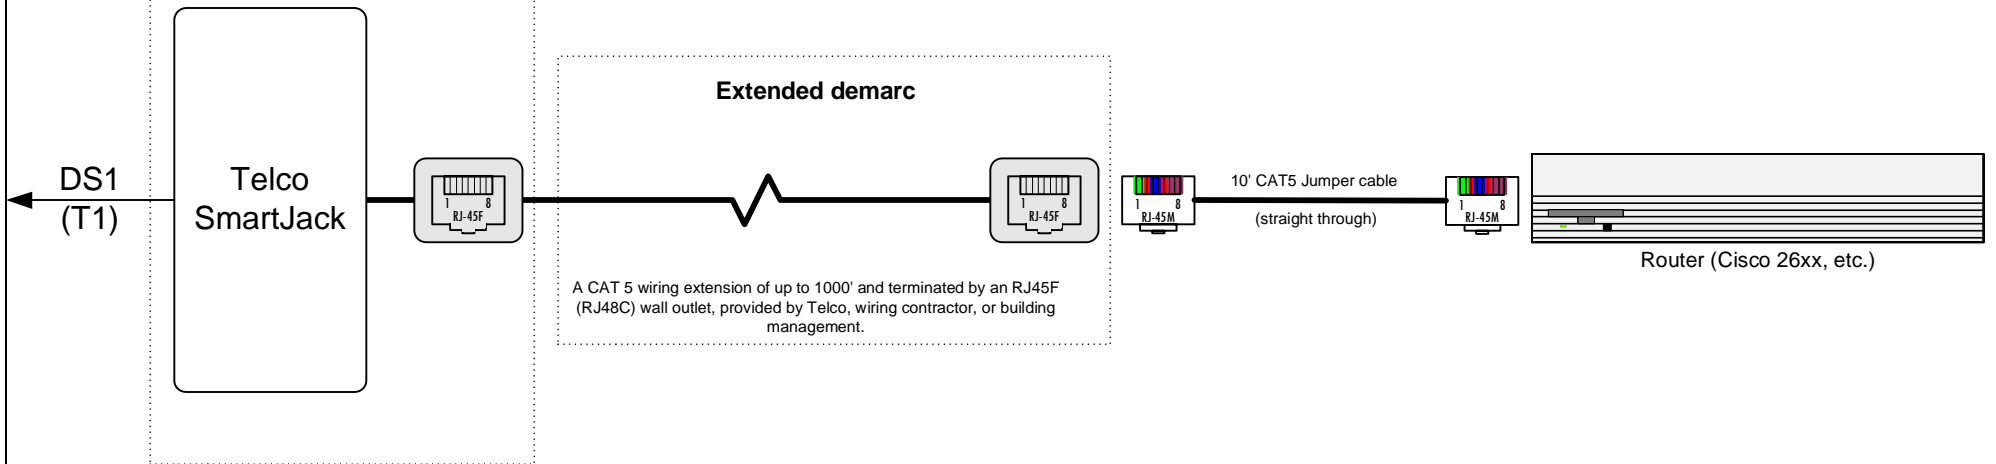 DS1
(T1)
Telco
SmartJack
1 8
RJ-45F
Extended demarc
A CAT 5 wiring extension of up to 1000' and terminated by an RJ45F
(RJ48C) wall outlet, provided by Telco, wiring contractor, or building
management.
1 8
RJ-45F
1 8
RJ-45M
10' CAT5 Jumper cable
(straight through)
1 8
RJ-45M
Router (Cisco 26xx, etc.)